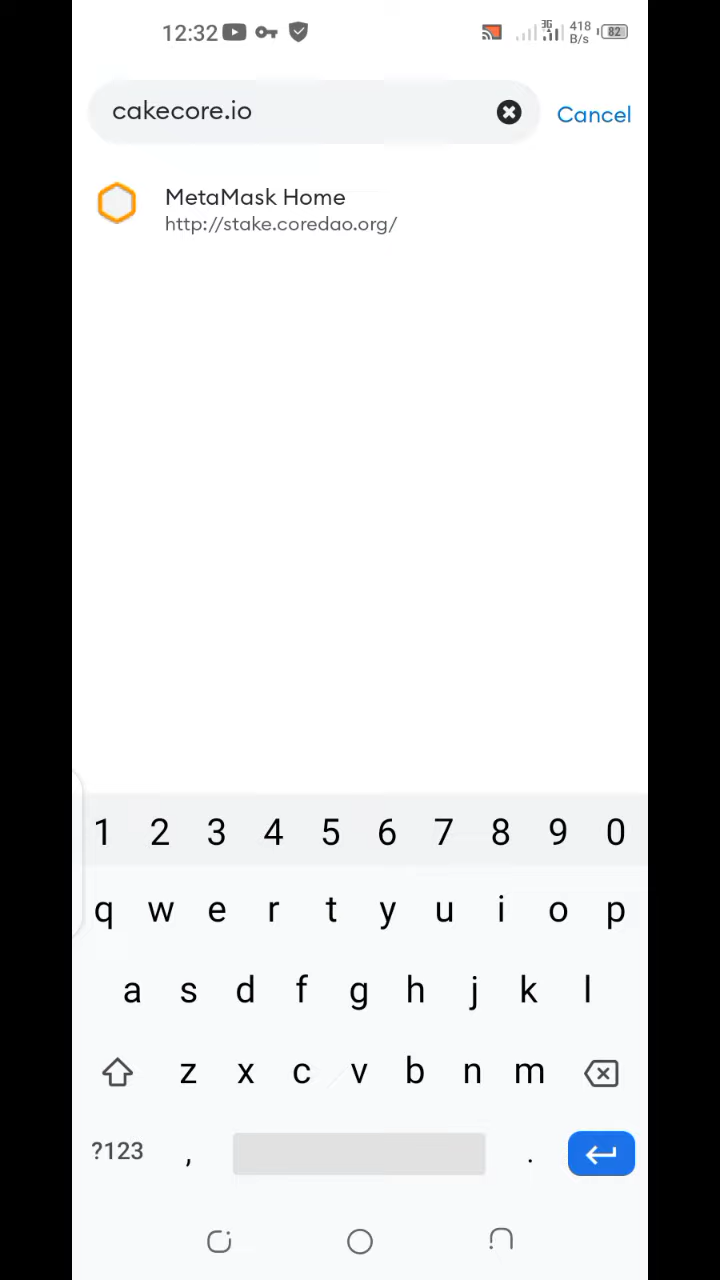 12:32 3G 418 B/s 82
cakecore.io Cancel
MetaMask Home
http://stake.coredao.org/
1 2 3 4 5 6 7 8 9 0
q w e r t y u i o p
a s d f g h j k l
z x c v b n m
?123 , .